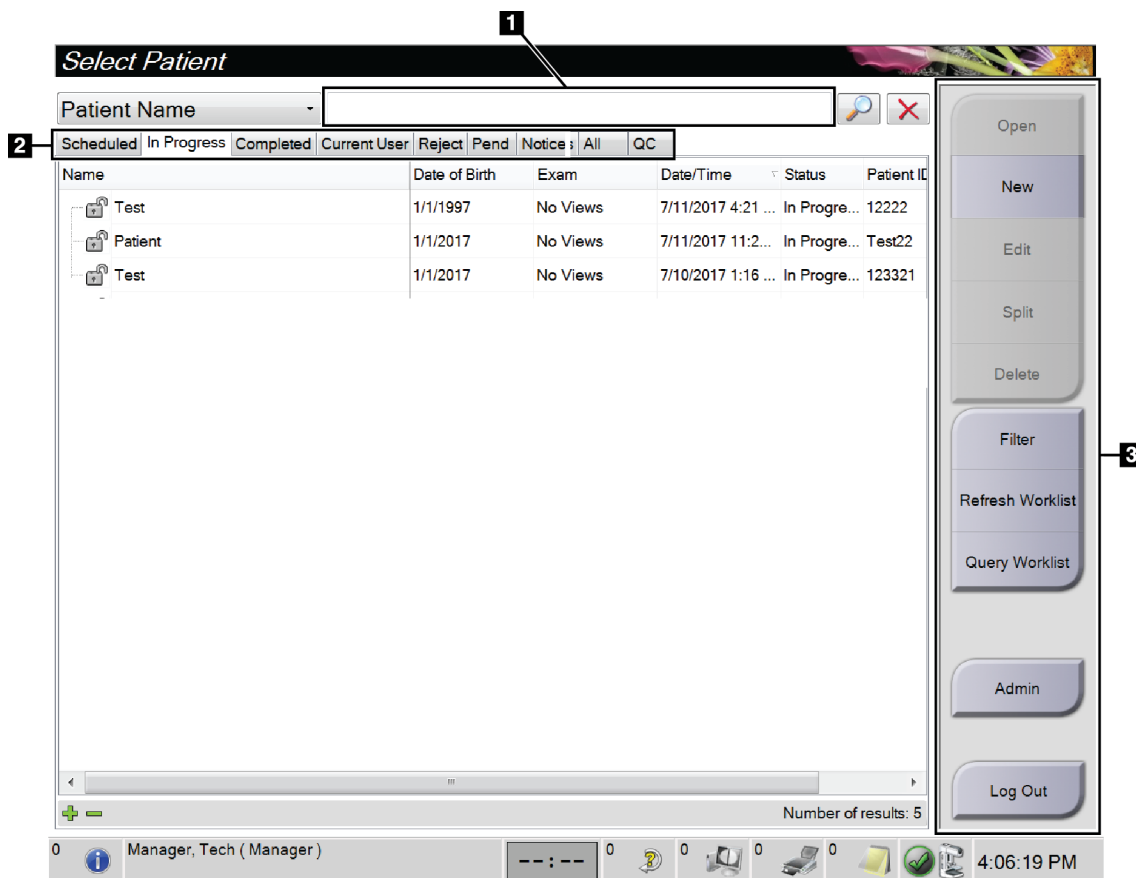 1
Select Patient
Patient Name
2
Scheduled In Progress Completed Current User Reject Pend Notices All QC
Name Date of Birth Exam Date/Time Status Patient ID
Test 1/1/1997 No Views 7/11/2017 4:21 ... In Progre... 12222
Patient 1/1/2017 No Views 7/11/2017 11:2... In Progre... Test22
Test 1/1/2017 No Views 7/10/2017 1:16 ... In Progre... 123321
Number of results: 5
Open
New
Edit
Split
Delete
Filter
3
Refresh Worklist
Query Worklist
Admin
Log Out
0 Manager, Tech ( Manager ) --:-- 0 0 0 0 4:06:19 PM